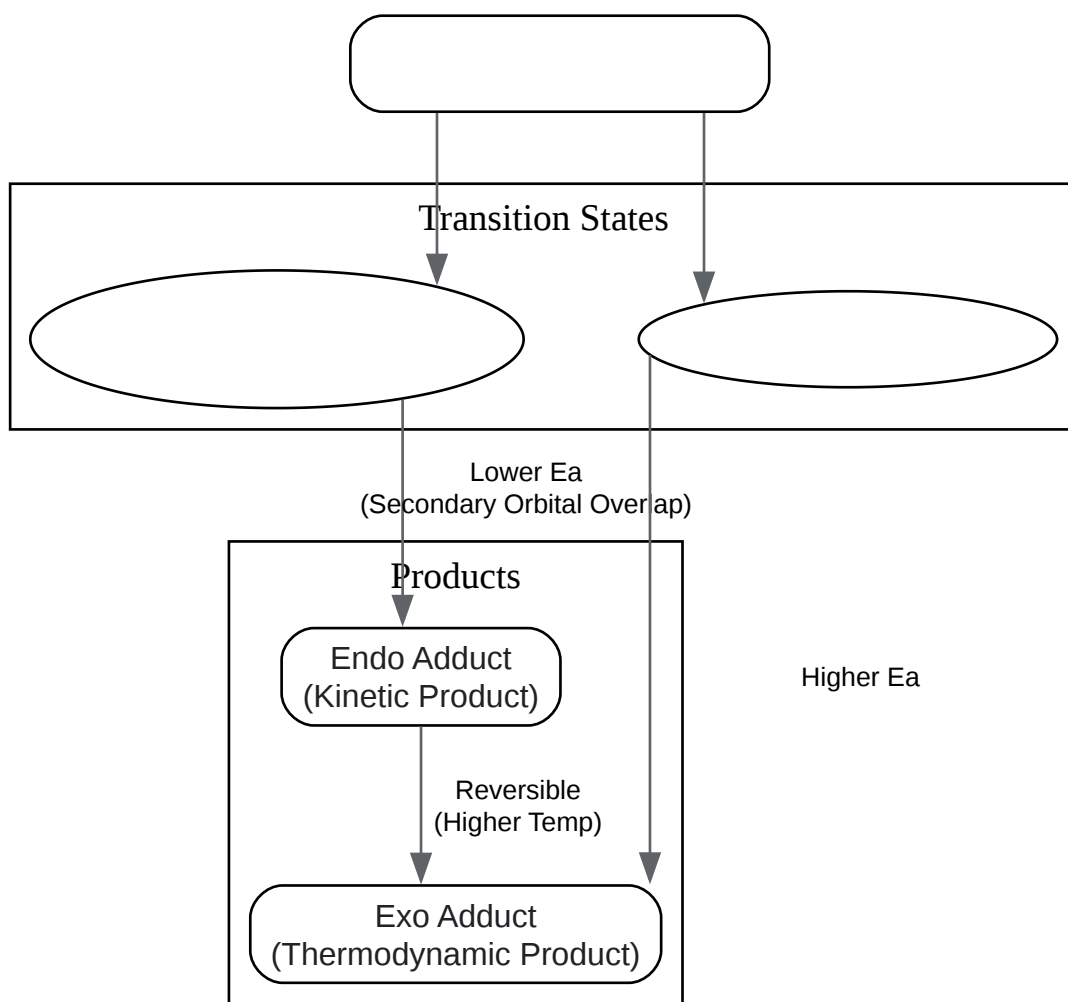 Transition States
Lower Ea
(Secondary Orbital Overlap)
Products
Endo Adduct
(Kinetic Product)
Higher Ea
Reversible
(Higher Temp)
Exo Adduct
(Thermodynamic Product)